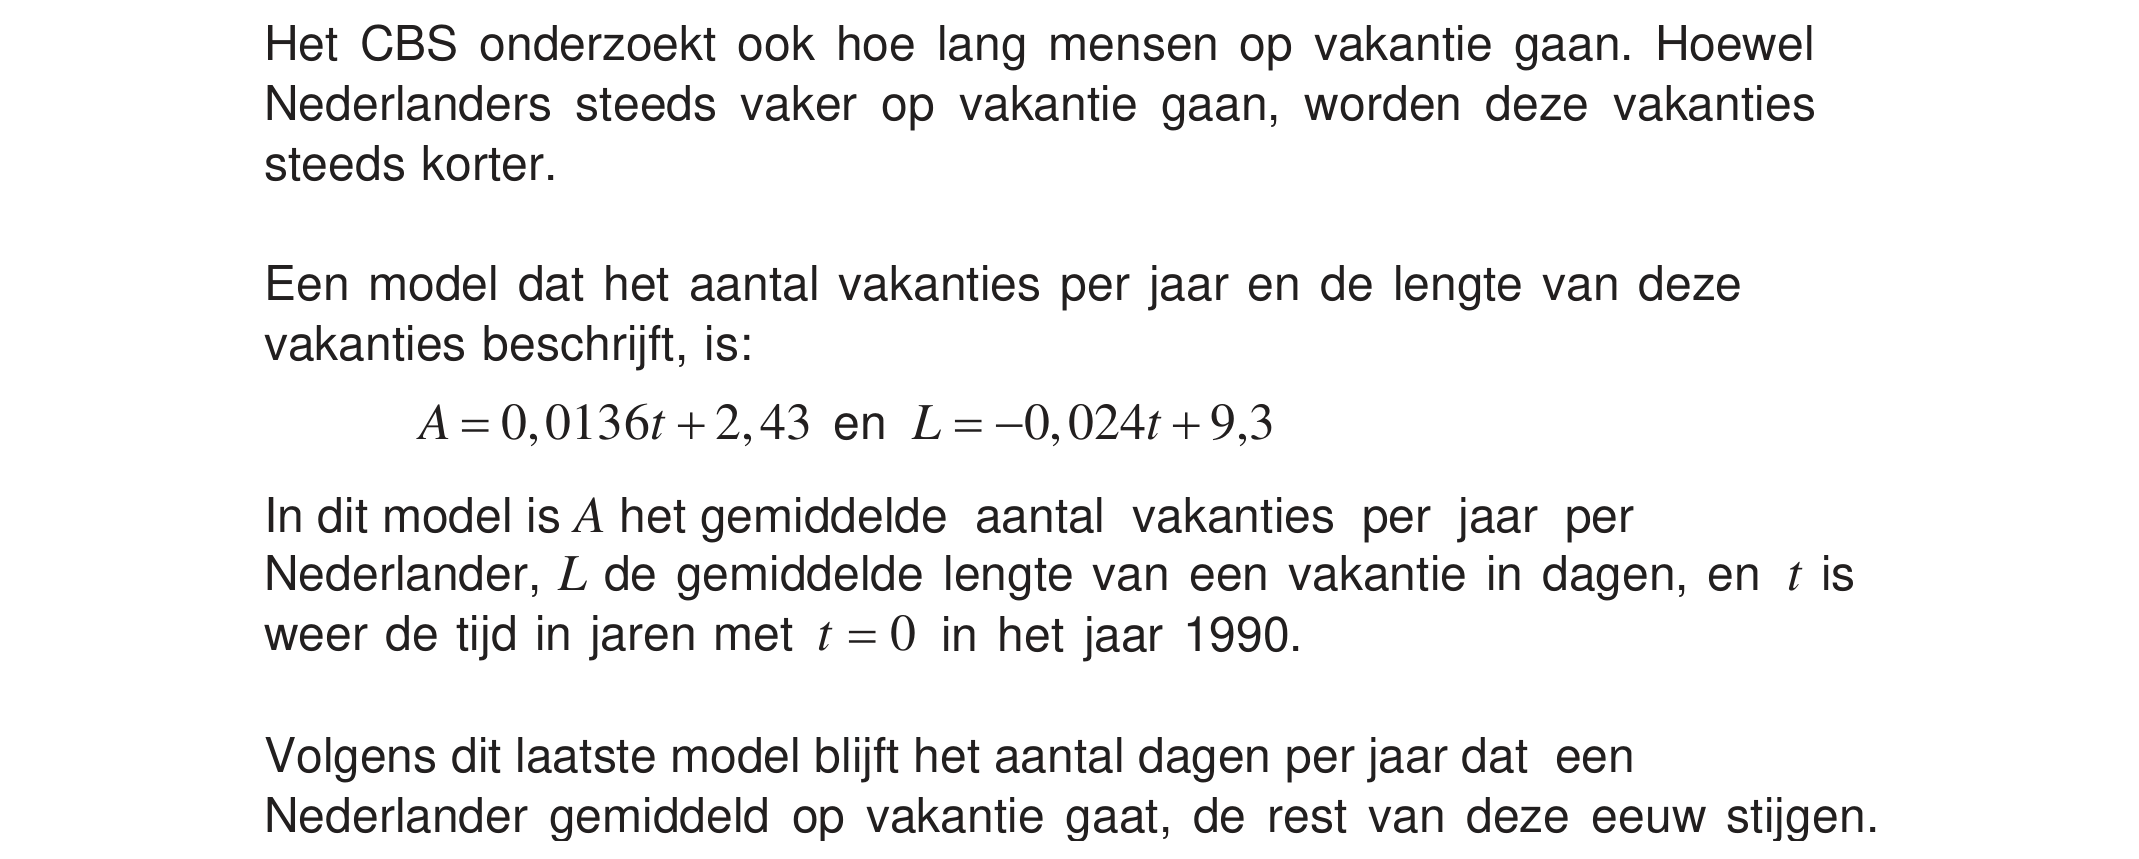 Het CBS onderzoekt ook hoe lang mensen op vakantie gaan. Hoewel
Nederlanders steeds vaker op vakantie gaan, worden deze vakanties
steeds korter.
Een model dat het aantal vakanties per jaar en de lengte van deze
vakanties beschrijft, is:
A = 0,0136t + 2,43 en L = −0,024t + 9,3
In dit model is A het gemiddelde aantal vakanties per jaar per
Nederlander, L de gemiddelde lengte van een vakantie in dagen, en t is
weer de tijd in jaren met t = 0 in het jaar 1990.
Volgens dit laatste model blijft het aantal dagen per jaar dat een
Nederlander gemiddeld op vakantie gaat, de rest van deze eeuw stijgen.